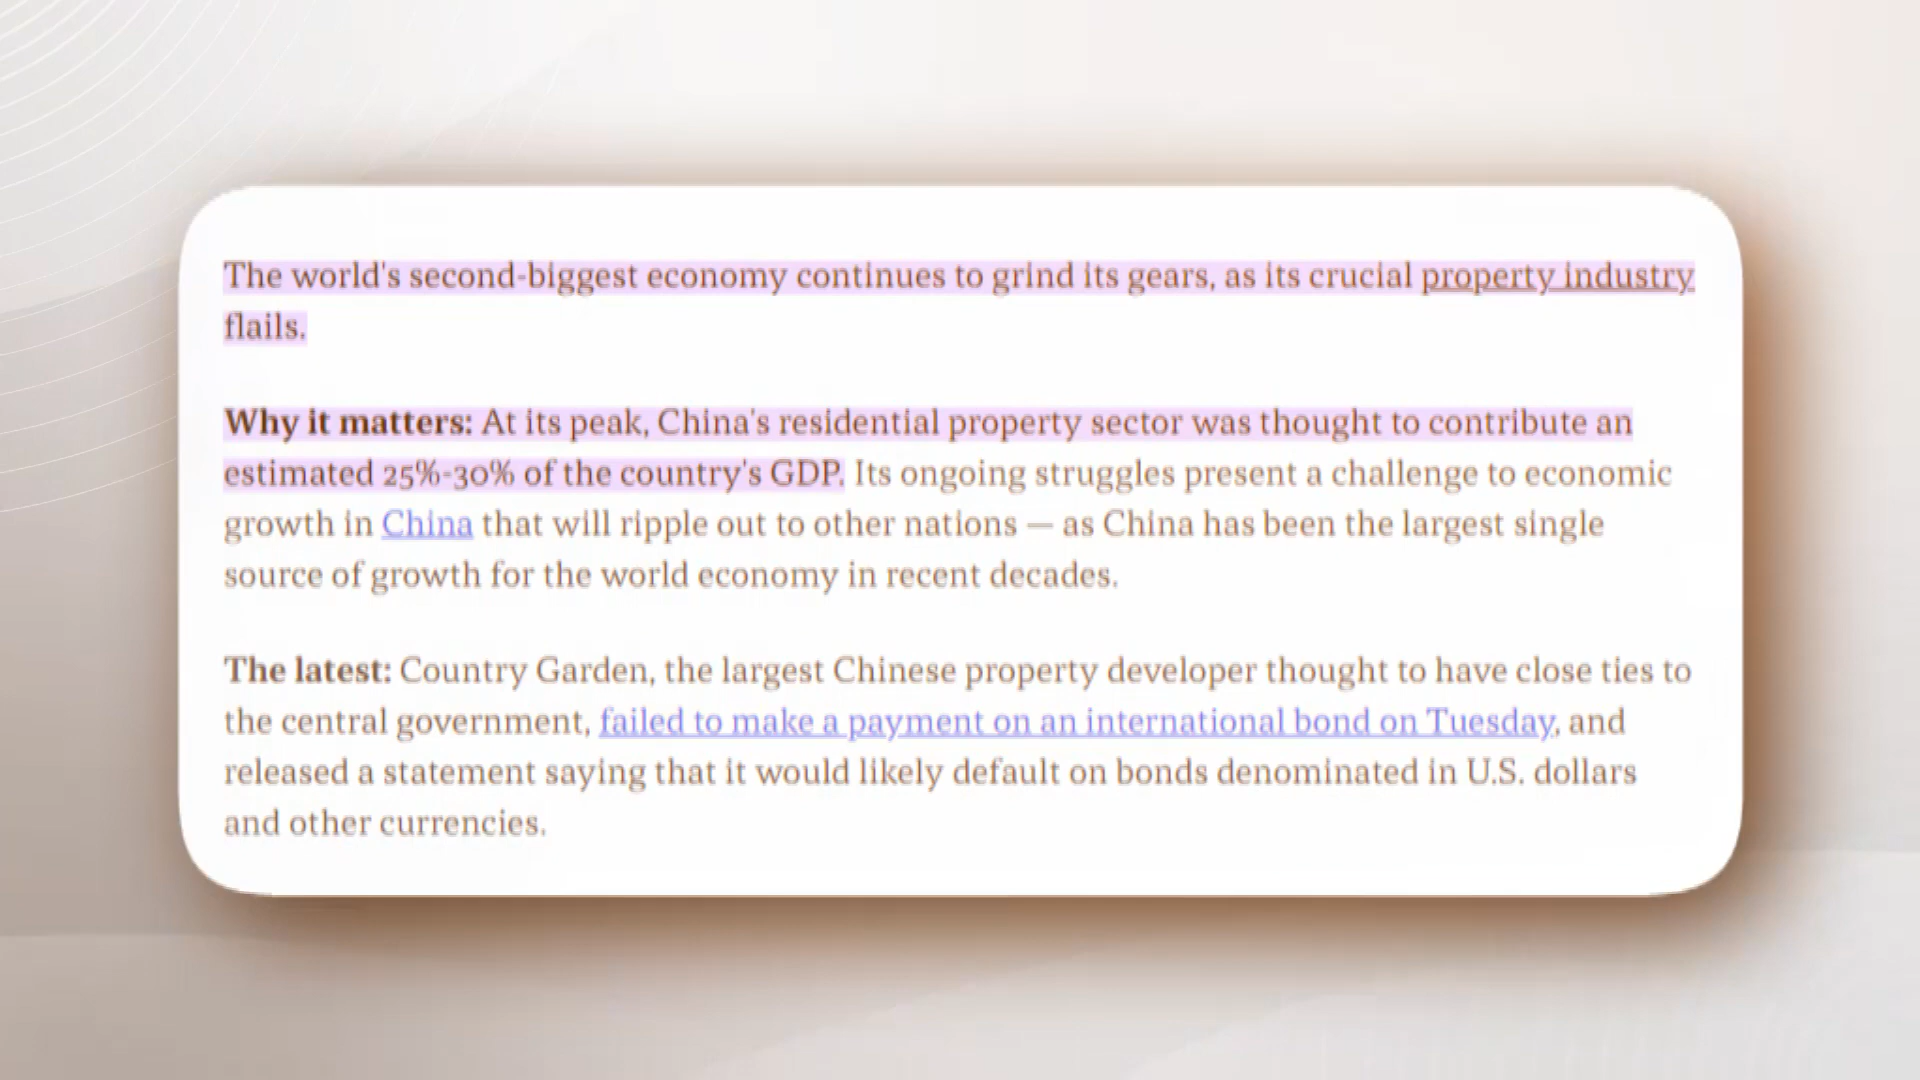 The world's second-biggest economy continues to grind its gears, as its crucial property industry
flails.
Why it matters: At its peak, China's residential property sector was thought to contribute an
estimated 25%-30% of the country's GDP. Its ongoing struggles present a challenge to economic
growth in China that will ripple out to other nations — as China has been the largest single
source of growth for the world economy in recent decades.
The latest: Country Garden, the largest Chinese property developer thought to have close ties to
the central government, failed to make a payment on an international bond on Tuesday, and
released a statement saying that it would likely default on bonds denominated in U.S. dollars
and other currencies.